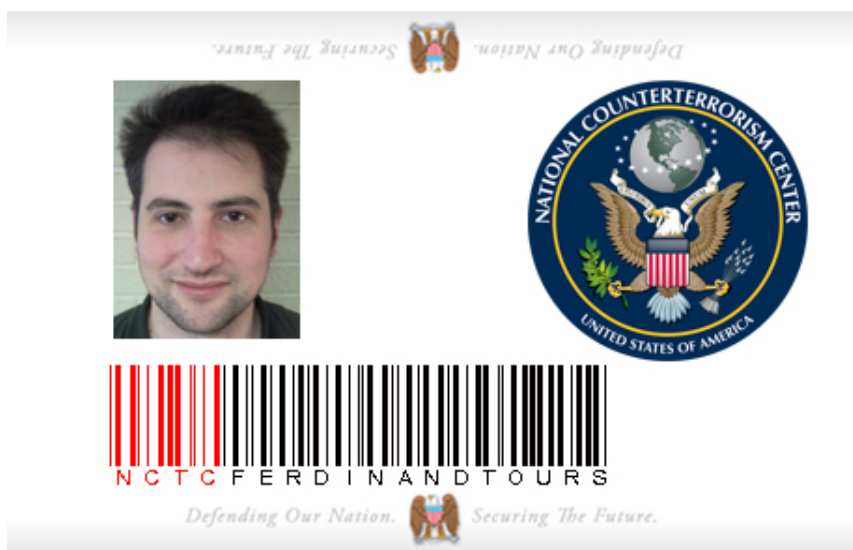 Defending Our Nation. Securing The Future.
NATIONAL COUNTERTERRORISM CENTER
UNITED STATES OF AMERICA
NCTCFERDINANDTOURS
Defending Our Nation. Securing The Future.